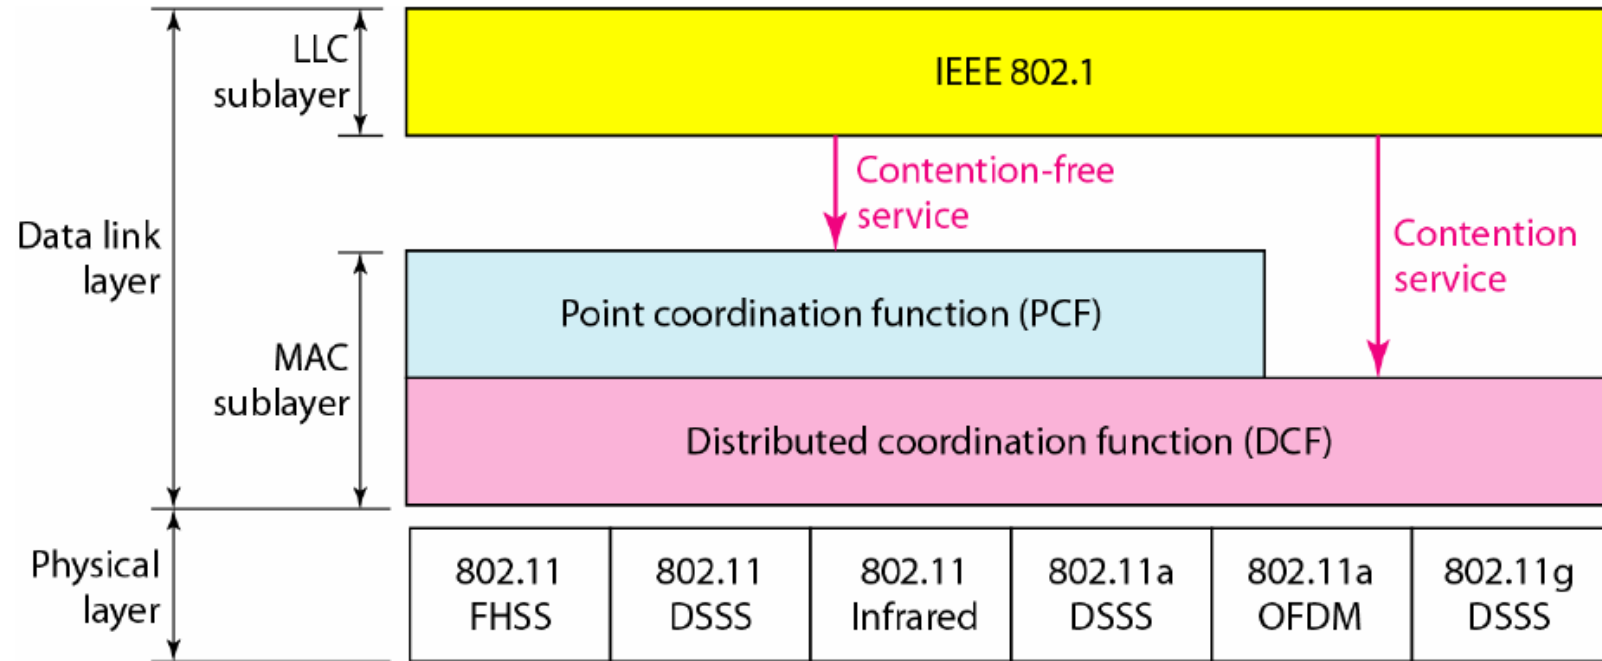 LLC
sublayer
IEEE 802.1
Contention-free
service
Data link
layer
Contention
service
Point coordination function (PCF)
MAC
sublayer
Distributed coordination function (DCF)
Physical
layer
802.11
FHSS
802.11
DSSS
802.11
Infrared
802.11a
DSSS
802.11a
OFDM
802.11g
DSSS